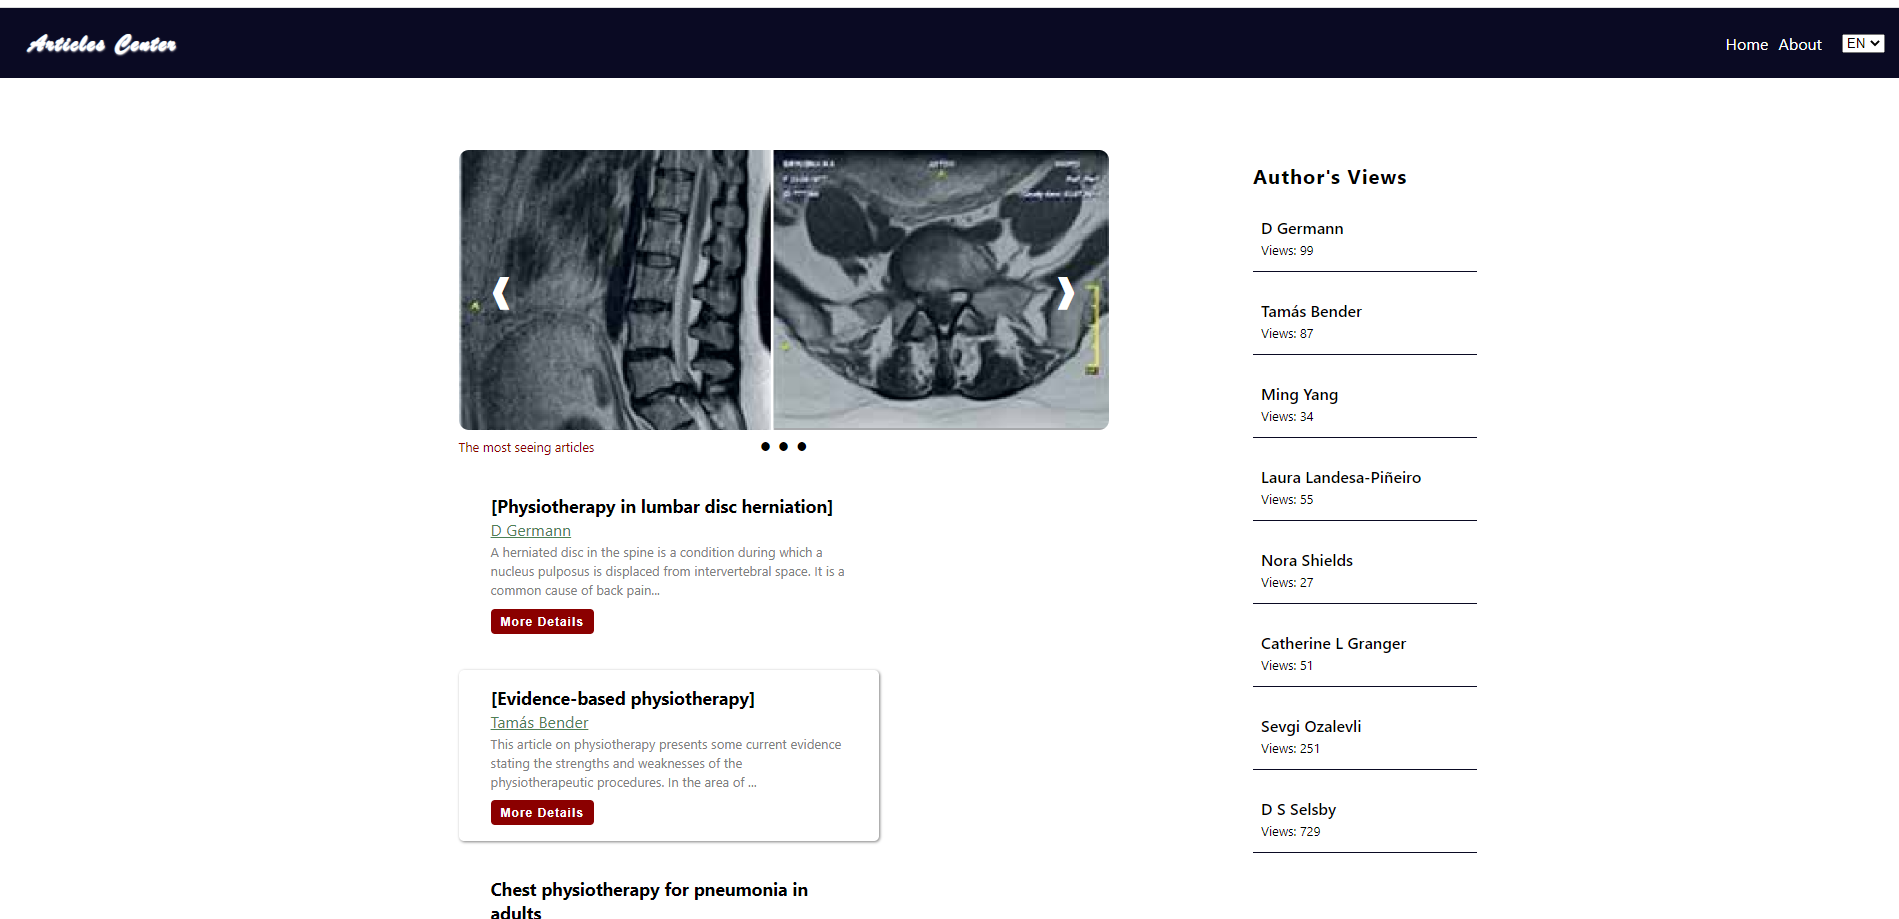 Articles Center
Home About EN
The most seeing articles
[Physiotherapy in lumbar disc herniation]
D Germann
A herniated disc in the spine is a condition during which a
nucleus pulposus is displaced from intervertebral space. It is a
common cause of back pain...
More Details
[Evidence-based physiotherapy]
Tamás Bender
This article on physiotherapy presents some current evidence
stating the strengths and weaknesses of the
physiotherapeutic procedures. In the area of ...
More Details
Chest physiotherapy for pneumonia in
adults
Author's Views
D Germann
Views: 99
Tamás Bender
Views: 87
Ming Yang
Views: 34
Laura Landesa-Piñeiro
Views: 55
Nora Shields
Views: 27
Catherine L Granger
Views: 51
Sevgi Ozalevli
Views: 251
D S Selsby
Views: 729